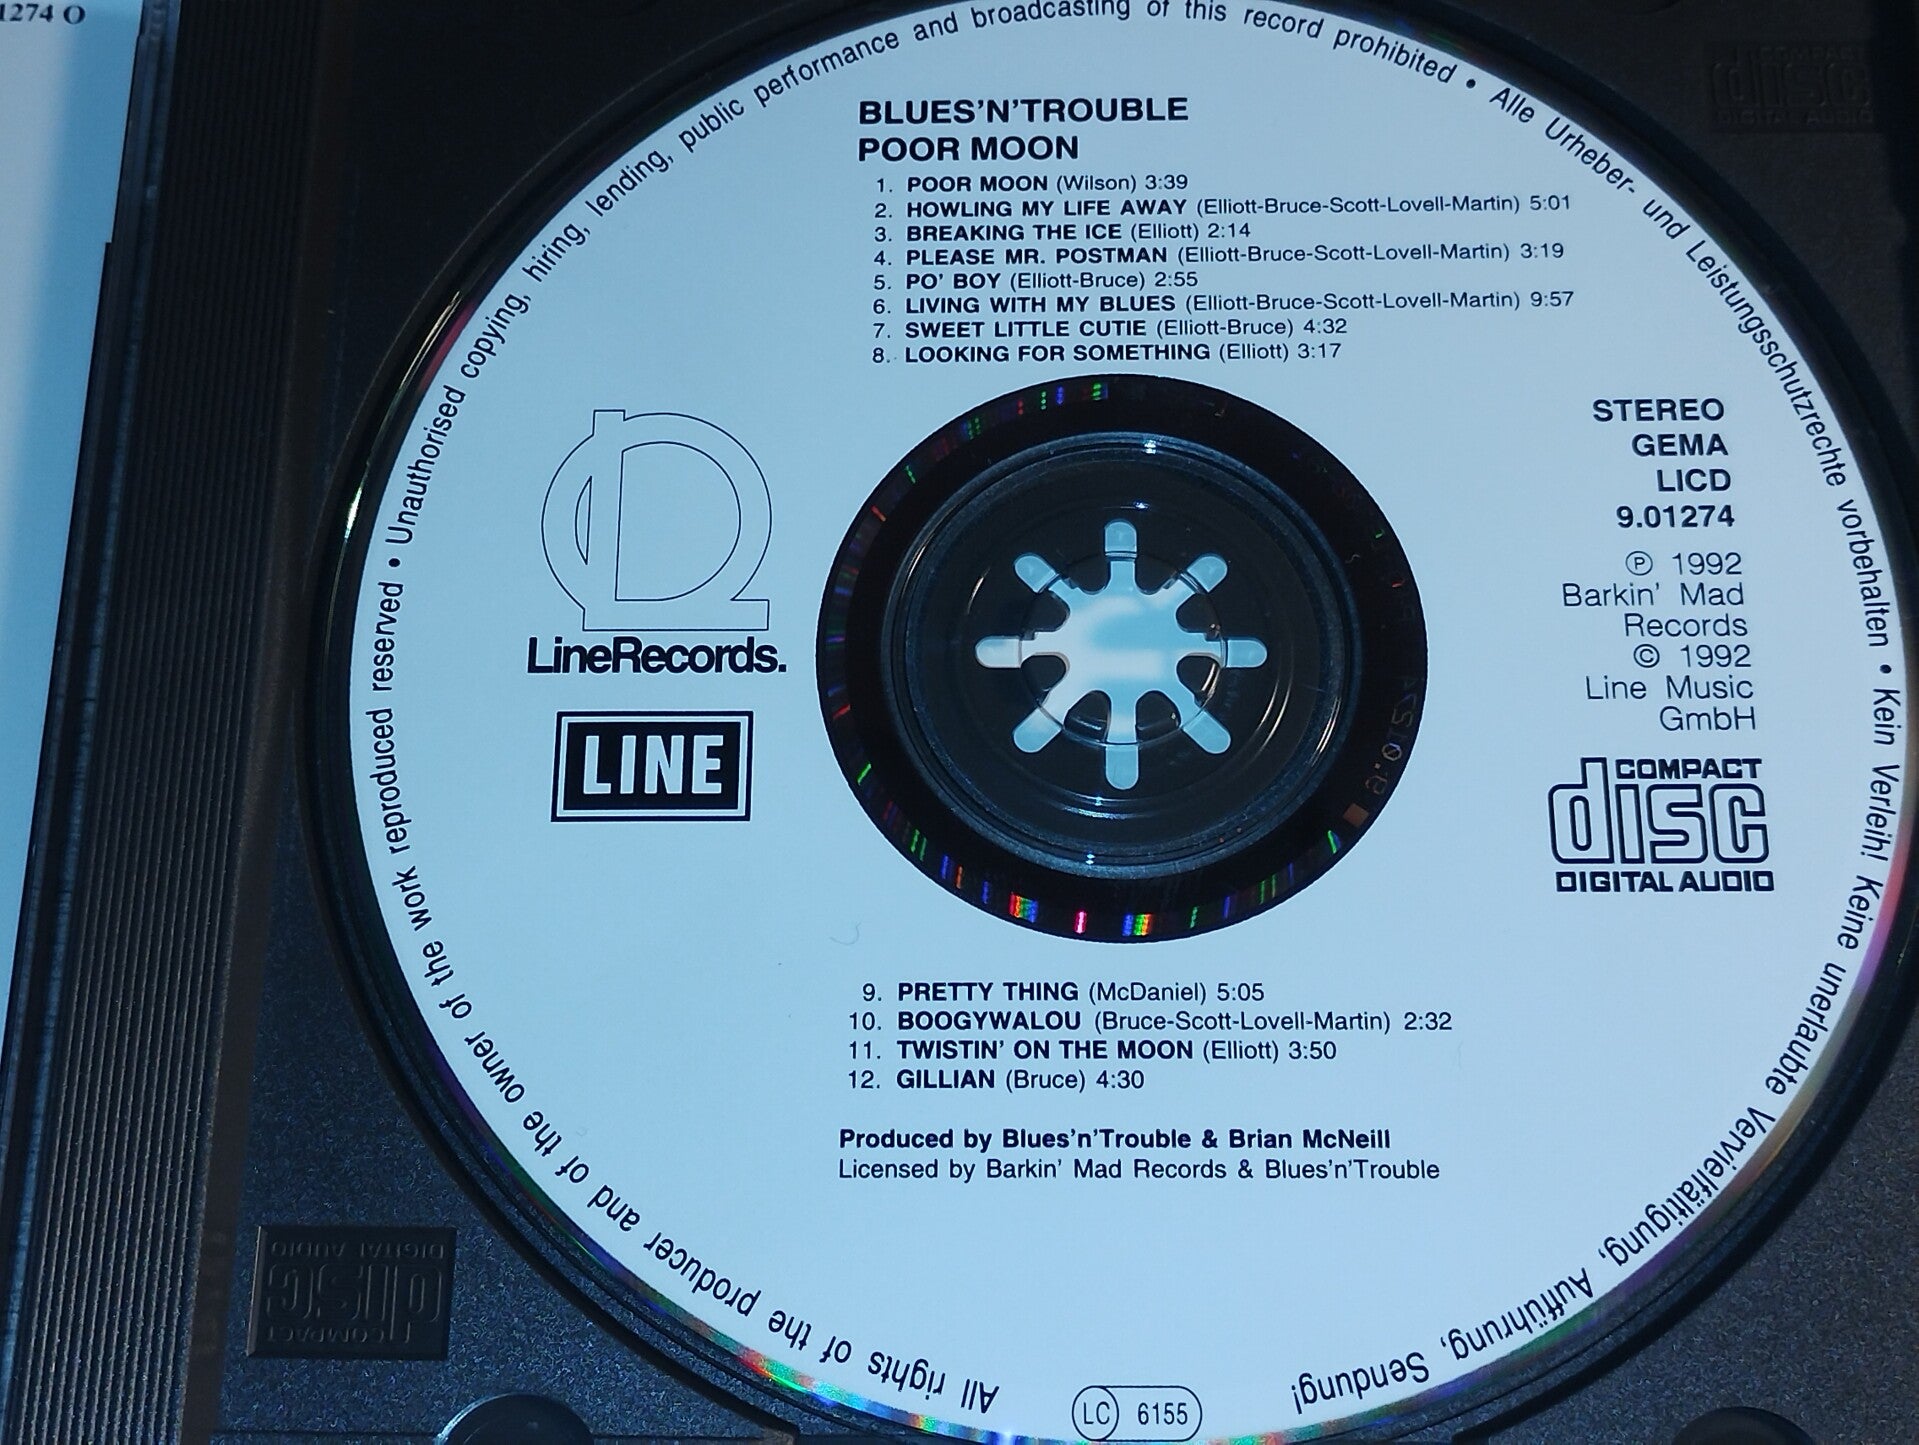 1274 O
BLUES'N'TROUBLE
POOR MOON
1. POOR MOON (Wilson) 3:39
2. HOWLING MY LIFE AWAY (Elliott-Bruce-Scott-Lovell-Martin) 5:01
3. BREAKING THE ICE (Elliott) 2:14
4. PLEASE MR. POSTMAN (Elliott-Bruce-Scott-Lovell-Martin) 3:19
5. PO' BOY (Elliott-Bruce) 2:55
6. LIVING WITH MY BLUES (Elliott-Bruce-Scott-Lovell-Martin) 9:57
7. SWEET LITTLE CUTIE (Elliott-Bruce) 4:32
8. LOOKING FOR SOMETHING (Elliott) 3:17
LineRecords.
LINE
STEREO
GEMA
LICD
9.01274
℗ 1992
Barkin' Mad
Records
© 1992
Line Music
GmbH
COMPACT
disc
DIGITAL AUDIO
9. PRETTY THING (McDaniel) 5:05
10. BOOGYWALOU (Bruce-Scott-Lovell-Martin) 2:32
11. TWISTIN' ON THE MOON (Elliott) 3:50
12. GILLIAN (Bruce) 4:30
Produced by Blues'n'Trouble & Brian McNeill
Licensed by Barkin' Mad Records & Blues'n'Trouble
All rights of the producer and of the owner of the work reproduced reserved • Unauthorised copying, hiring, lending, public performance and broadcasting of this record prohibited • Alle Urheber- und Leistungsschutzrechte vorbehalten • Kein Verleih! Keine unerlaubte Vervielfältigung, Aufführung, Sendung!
LC 6155
COMPACT
disc
DIGITAL AUDIO
COMPACT
disc
DIGITAL AUDIO